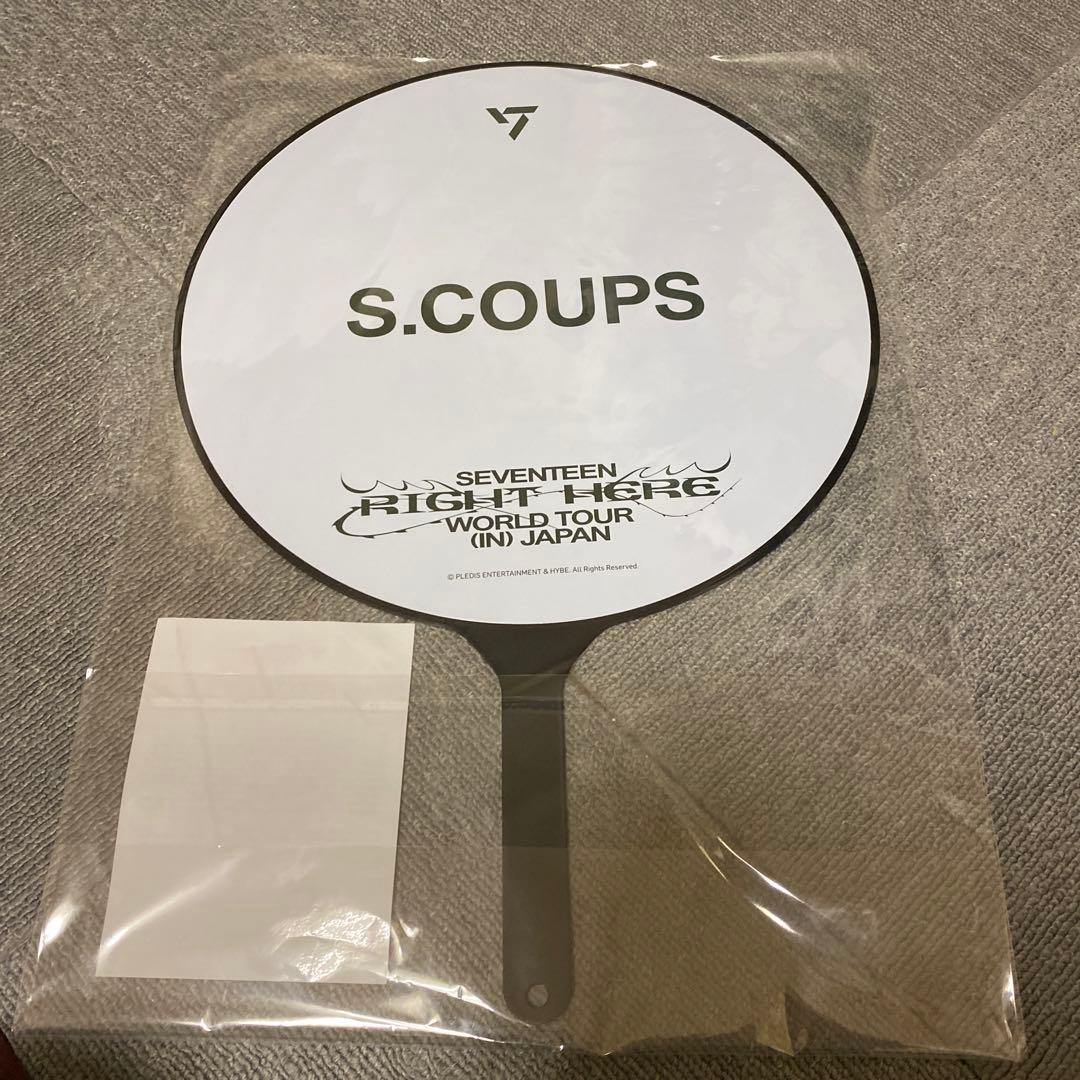 S.COUPS
SEVENTEEN
RIGHT HERE
WORLD TOUR
(IN) JAPAN
© PLEDIS ENTERTAINMENT & HYBE. All Rights Reserved.